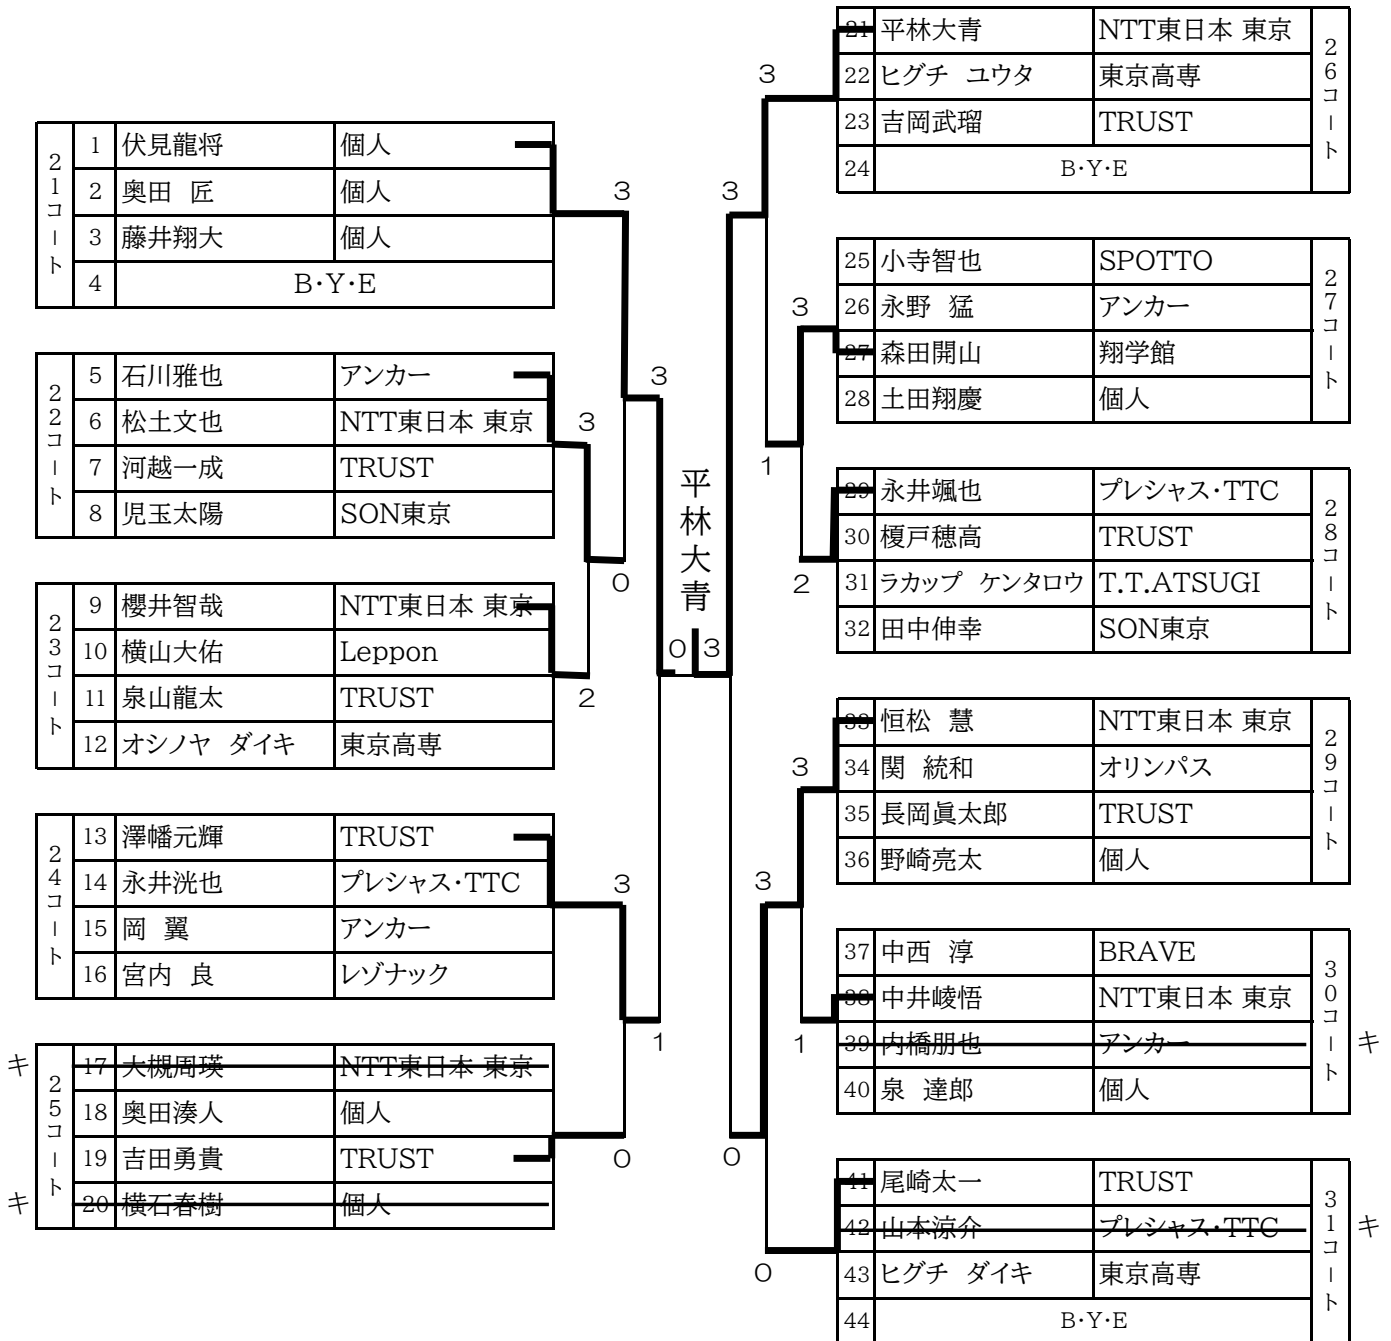 21コート
1 伏見龍将 個人
2 奥田 匠 個人
3 藤井翔大 個人
4 B・Y・E
22コート
5 石川雅也 アンカー
6 松土文也 NTT東日本 東京
7 河越一成 TRUST
8 児玉太陽 SON東京
23コート
9 櫻井智哉 NTT東日本 東京
10 横山大佑 Leppon
11 泉山龍太 TRUST
12 オシノヤ ダイキ 東京高専
24コート
13 澤幡元輝 TRUST
14 永井洸也 プレシャス・TTC
15 岡 翼 アンカー
16 宮内 良 レゾナック
25コート
キ 17 大槻周瑛 NTT東日本 東京
18 奥田湊人 個人
19 吉田勇貴 TRUST
キ 20 横石春樹 個人
3
3
0
3
2
3
0
3
1
平林大青
0 3
3
3
3
1
2
3
1
3
0
0
26コート
21 平林大青 NTT東日本 東京
22 ヒグチ ユウタ 東京高専
23 吉岡武瑠 TRUST
24 B・Y・E
27コート
25 小寺智也 SPOTTO
26 永野 猛 アンカー
27 森田開山 翔学館
28 土田翔慶 個人
28コート
29 永井颯也 プレシャス・TTC
30 榎戸穂高 TRUST
31 ラカップ ケンタロウ T.T.ATSUGI
32 田中伸幸 SON東京
29コート
33 恒松 慧 NTT東日本 東京
34 関 統和 オリンパス
35 長岡眞太郎 TRUST
36 野崎亮太 個人
30コート
37 中西 淳 BRAVE
38 中井崚悟 NTT東日本 東京
39 内橋朋也 アンカー キ
40 泉 達郎 個人
31コート
41 尾崎太一 TRUST
42 山本涼介 プレシャス・TTC キ
43 ヒグチ ダイキ 東京高専
44 B・Y・E